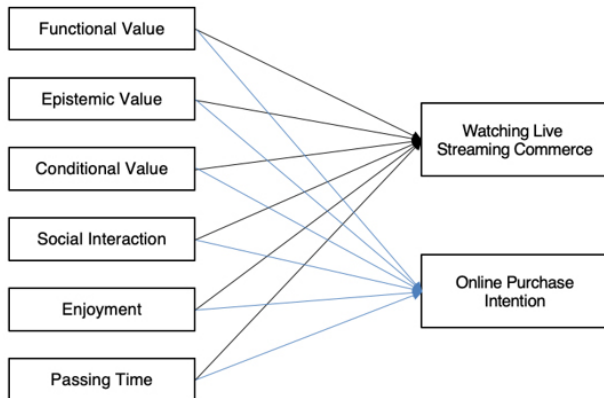 Functional Value
Epistemic Value
Conditional Value
Social Interaction
Enjoyment
Passing Time
Watching Live
Streaming Commerce
Online Purchase
Intention